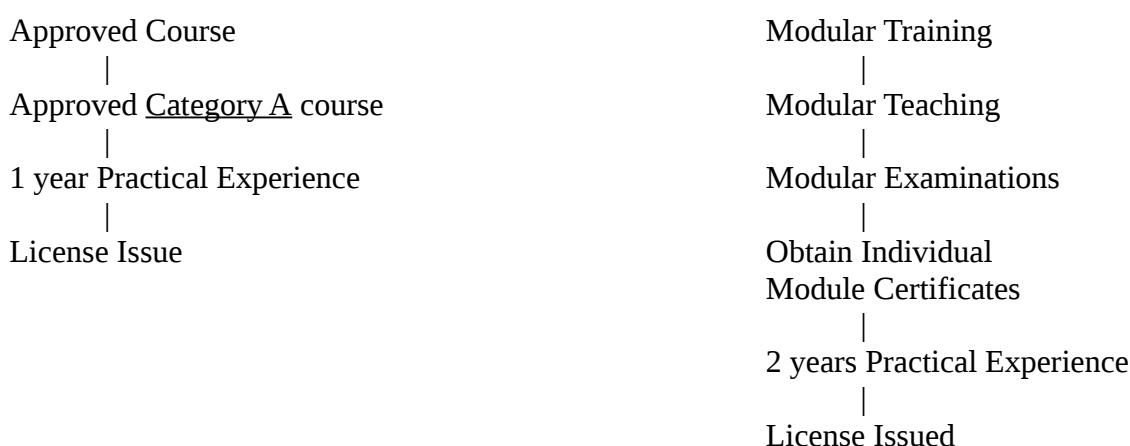 Approved Course
Approved Category A course
1 year Practical Experience
License Issue
Modular Training
Modular Teaching
Modular Examinations
Obtain Individual
Module Certificates
2 years Practical Experience
License Issued